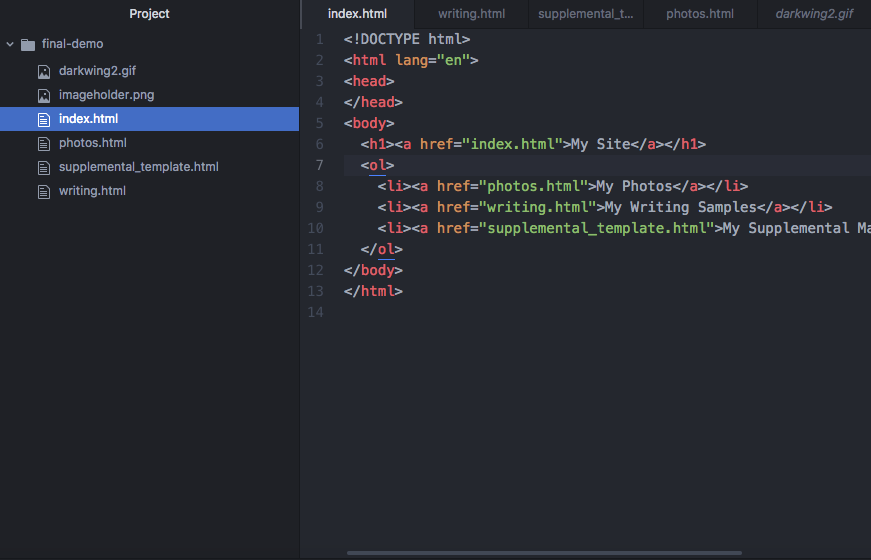 Project
final-demo
darkwing2.gif
imageholder.png
index.html
photos.html
supplemental_template.html
writing.html
index.html writing.html supplemental_t... photos.html darkwing2.gif
1 <!DOCTYPE html>
2 <html lang="en">
3 <head>
4 </head>
5 <body>
6 <h1><a href="index.html">My Site</a></h1>
7 <ol>
8 <li><a href="photos.html">My Photos</a></li>
9 <li><a href="writing.html">My Writing Samples</a></li>
10 <li><a href="supplemental_template.html">My Supplemental Ma
11 </ol>
12 </body>
13 </html>
14